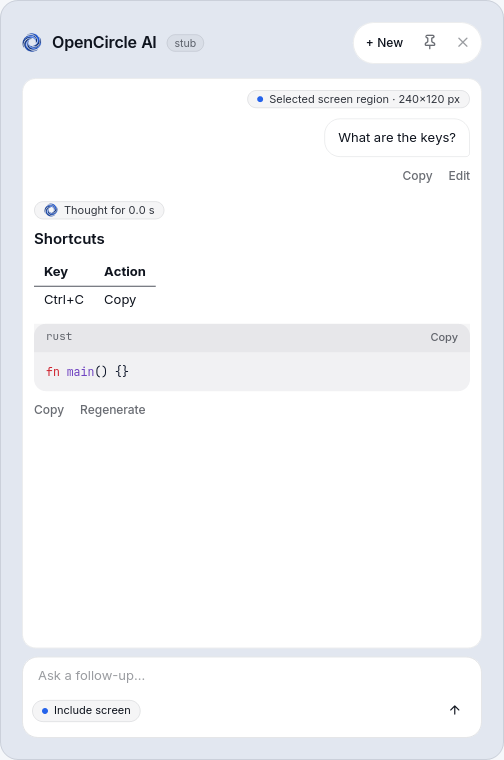 OpenCircle AI stub + New
Selected screen region · 240×120 px
What are the keys?
Copy Edit
Thought for 0.0 s
Shortcuts
Key Action
Ctrl+C Copy
rust Copy
fn main() {}
Copy Regenerate
Ask a follow-up...
Include screen